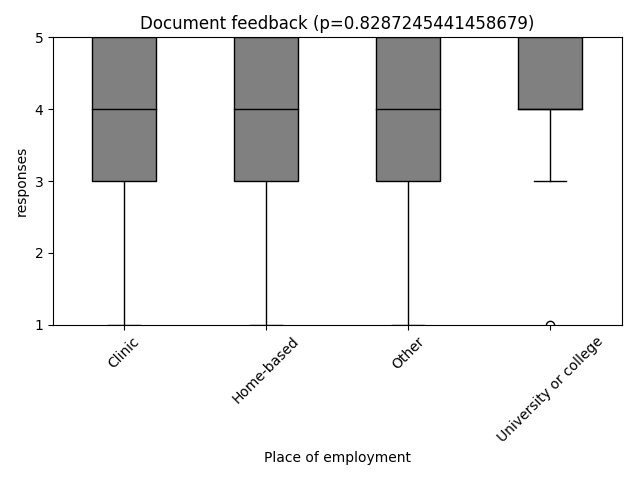 Document feedback (p=0.8287245441458679)
5
4
3
2
1
responses
Clinic
Home-based
Other
University or college
Place of employment